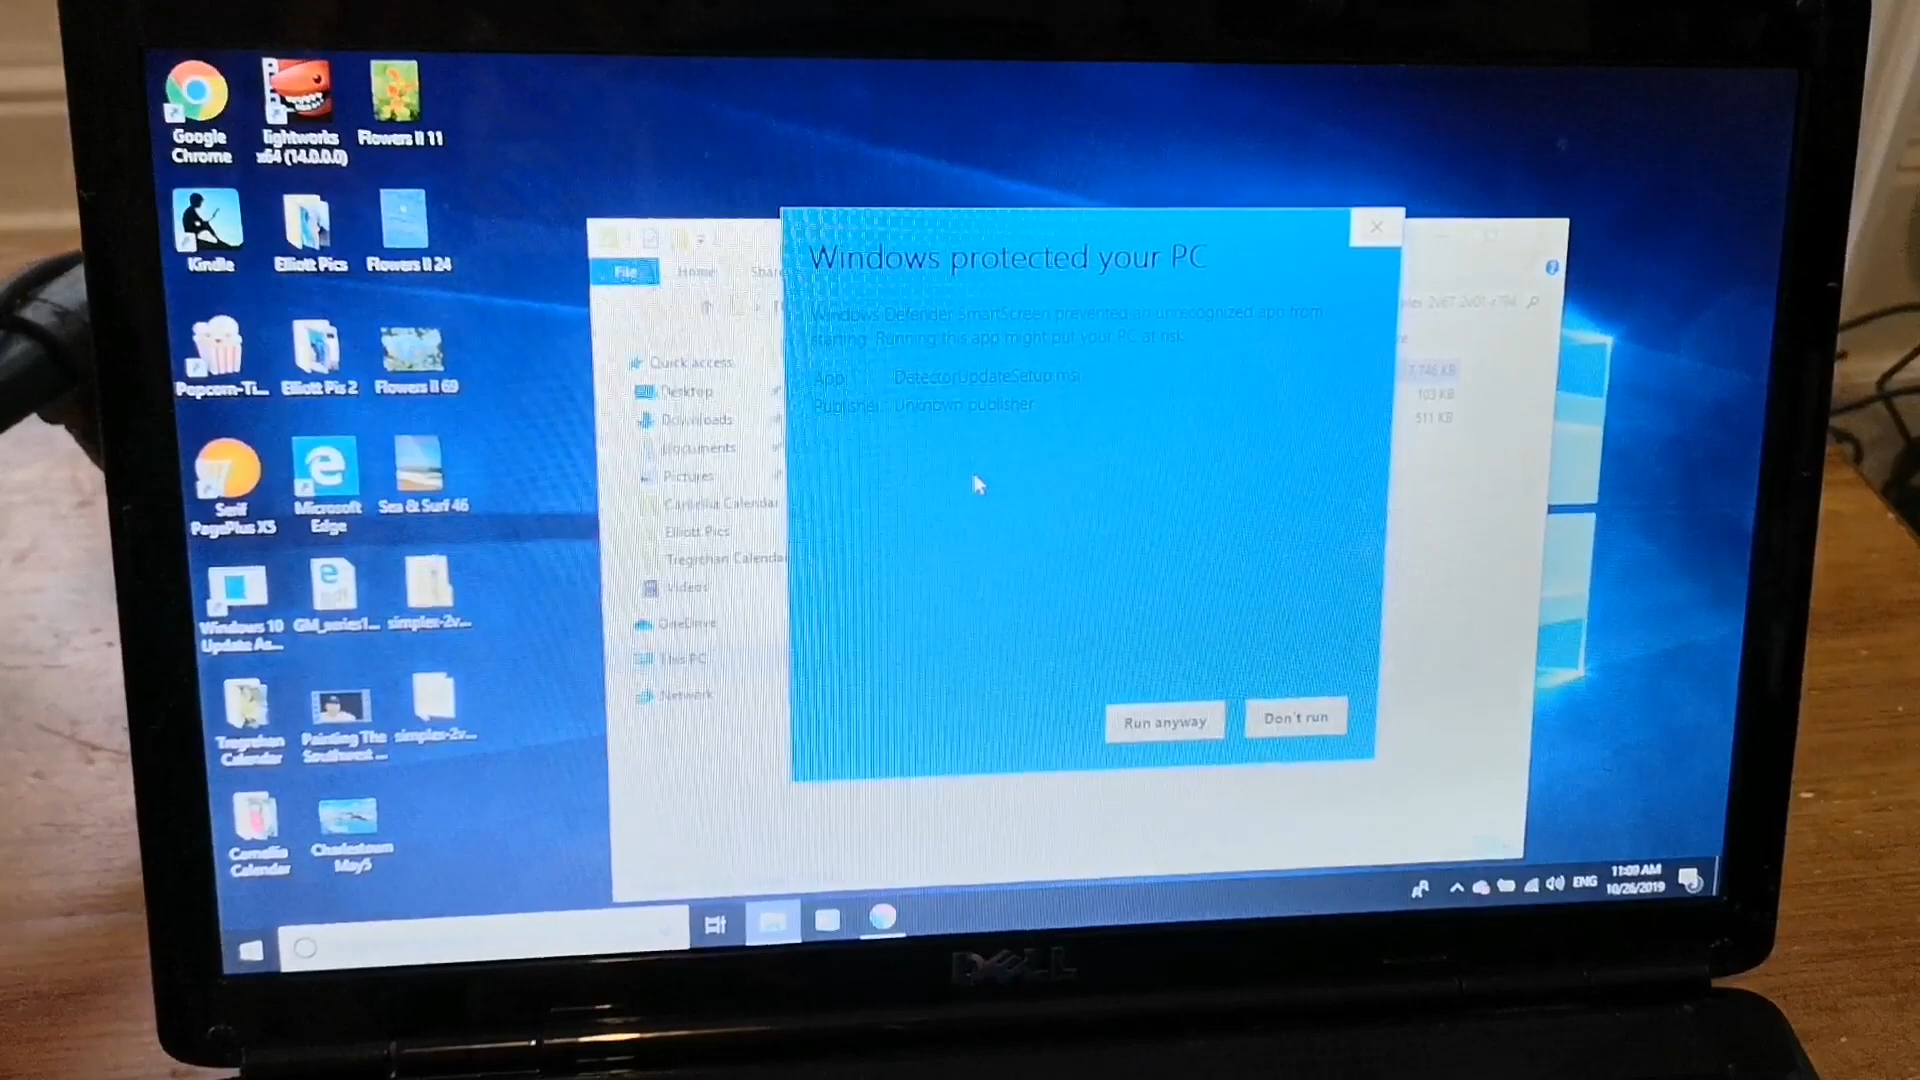 Google
Chrome
lightworks
x64 (14.0.0.0)
Flowers II 11
Kindle
Elliott Pics
Flowers II 24
Popcorn-Ti...
Elliott Pis 2
Flowers II 69
Serif
PagePlus X5
Microsoft
Edge
Sea & Surf 46
Windows 10
Update As...
GM_series1...
simplex-2v...
Tregrehan
Calendar
Painting The
Southwest ...
simplex-2v...
Camellia
Calendar
Charlestown
May5
File
Home
Share
Quick access
Desktop
Downloads
Documents
Pictures
Camellia Calendar
Elliott Pics
Tregrehan Calendar
Videos
OneDrive
This PC
Network
7,746 KB
103 KB
511 KB
Windows protected your PC
Windows Defender SmartScreen prevented an unrecognized app from
starting. Running this app might put your PC at risk.
App: DetectorUpdateSetup.msi
Publisher: Unknown publisher
Run anyway
Don't run
ENG
11:09 AM
10/26/2019
DELL